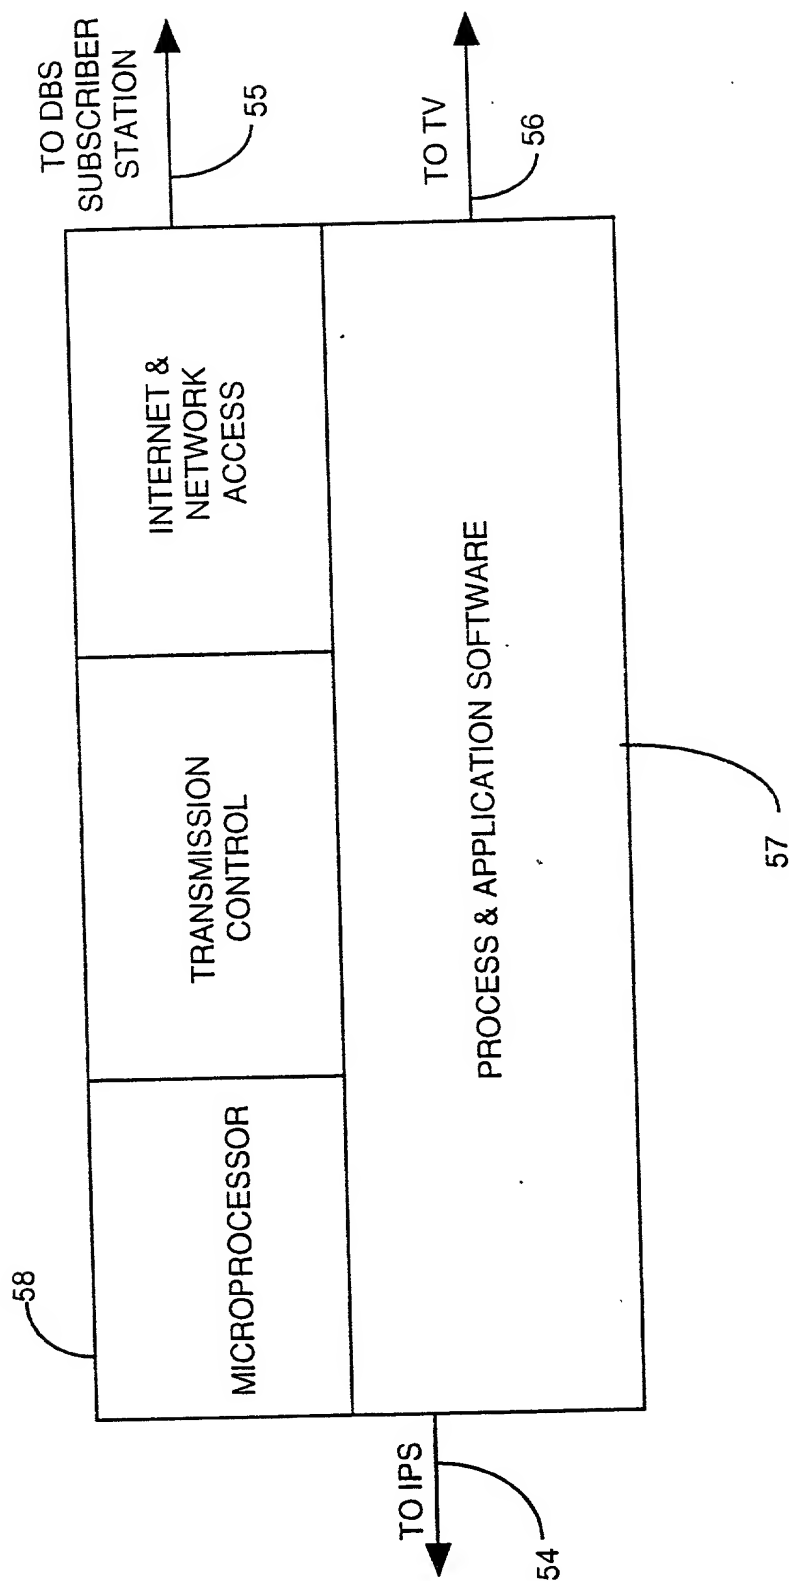 TO DBS
SUBSCRIBER
STATION
55
TO TV
56
INTERNET &
NETWORK
ACCESS
TRANSMISSION
CONTROL
MICROPROCESSOR
58
PROCESS & APPLICATION SOFTWARE
57
TO IPS
54